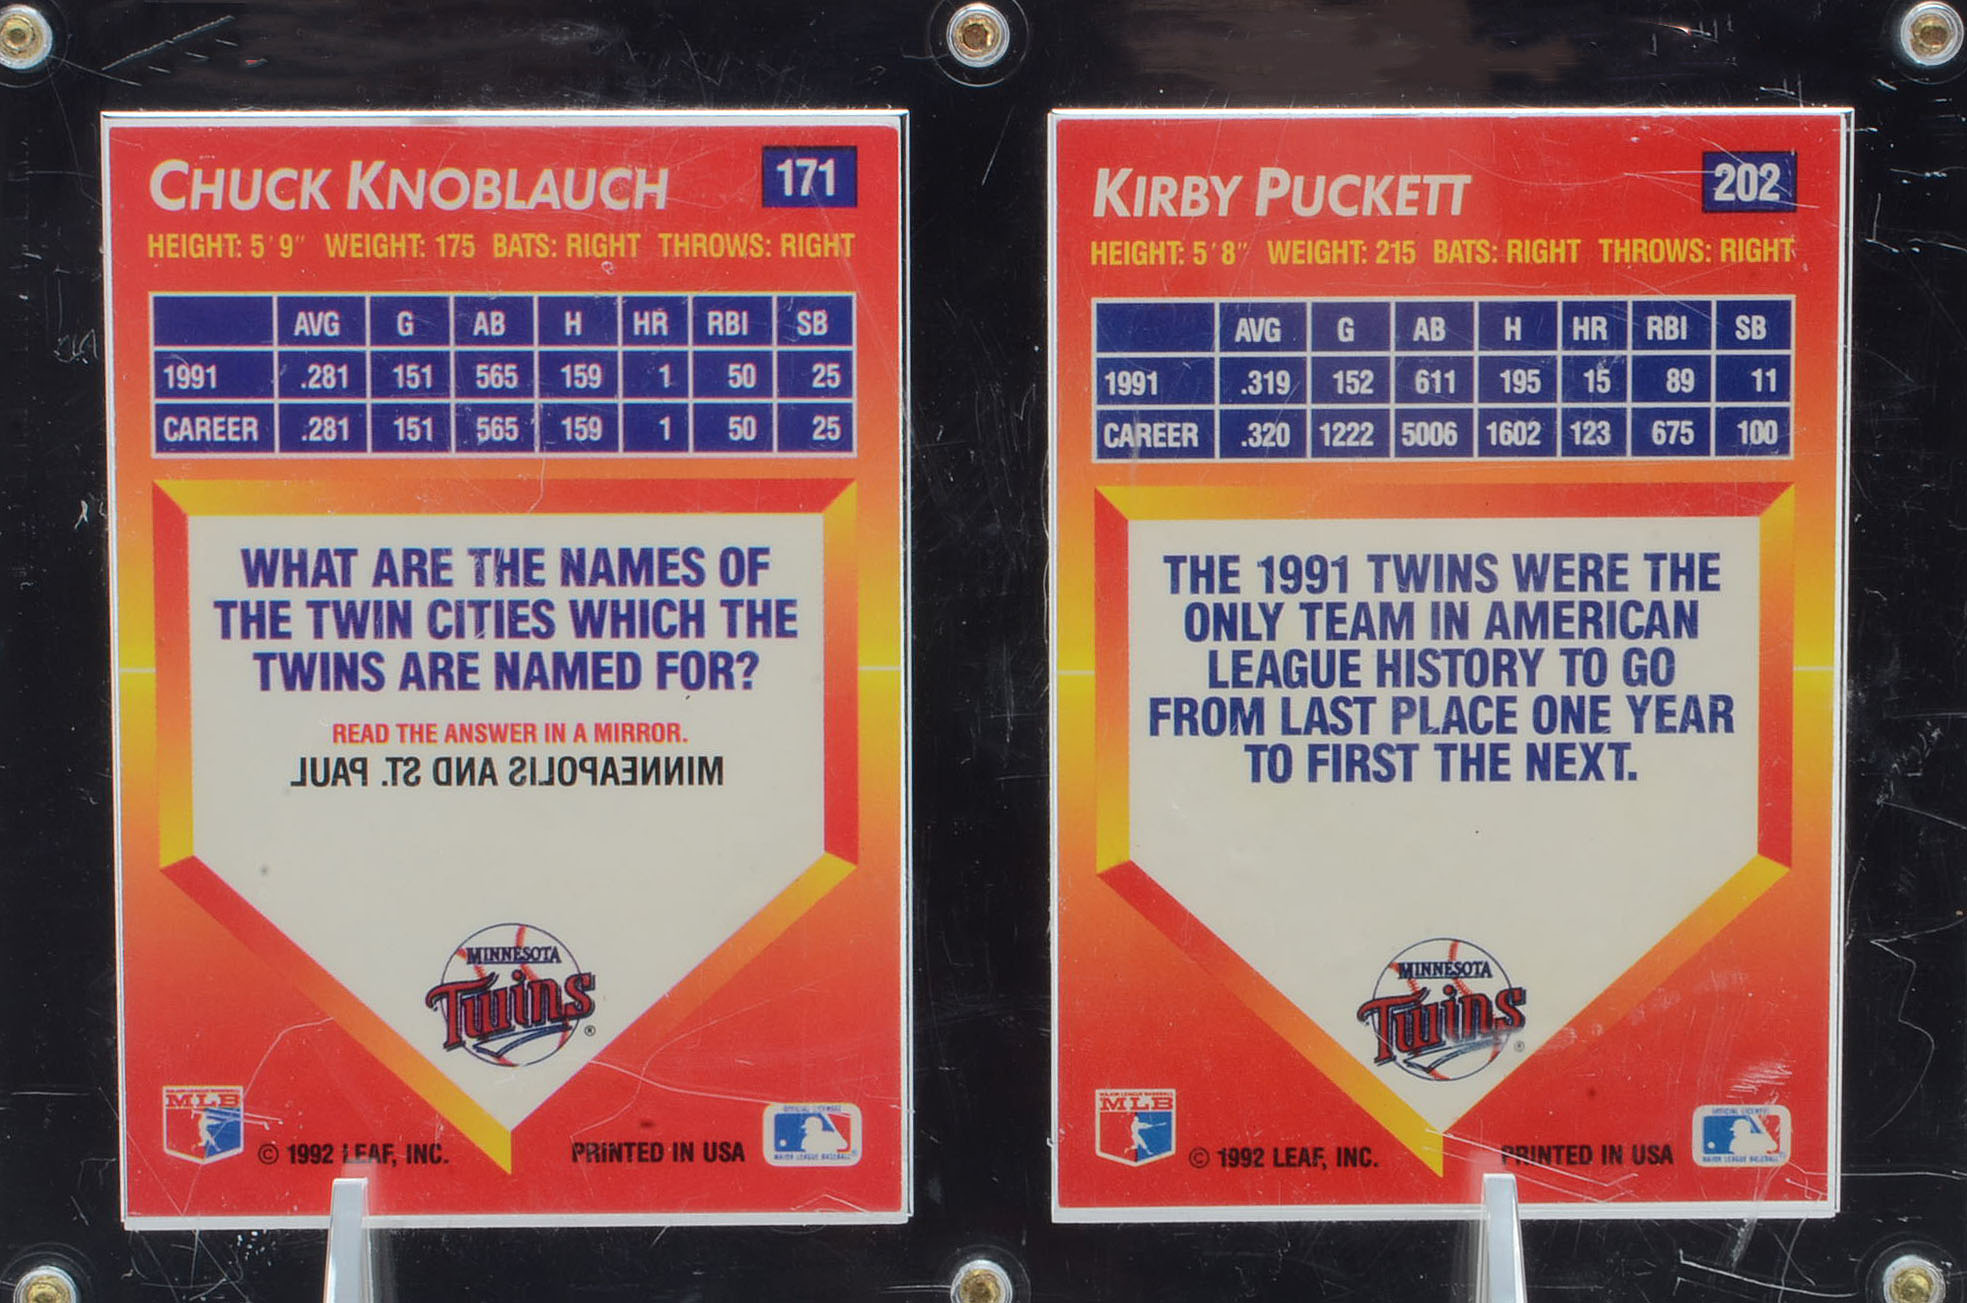 CHUCK KNOBLAUCH 171
HEIGHT: 5'9" WEIGHT: 175 BATS: RIGHT THROWS: RIGHT
AVG G AB H HR RBI SB
1991 .281 151 565 159 1 50 25
CAREER .281 151 565 159 1 50 25
WHAT ARE THE NAMES OF
THE TWIN CITIES WHICH THE
TWINS ARE NAMED FOR?
READ THE ANSWER IN A MIRROR.
MINNEAPOLIS AND ST. PAUL
MINNESOTA
Twins
®
MLB
© 1992 LEAF, INC. PRINTED IN USA
KIRBY PUCKETT 202
HEIGHT: 5'8" WEIGHT: 215 BATS: RIGHT THROWS: RIGHT
AVG G AB H HR RBI SB
1991 .319 152 611 195 15 89 11
CAREER .320 1222 5006 1602 123 675 100
THE 1991 TWINS WERE THE
ONLY TEAM IN AMERICAN
LEAGUE HISTORY TO GO
FROM LAST PLACE ONE YEAR
TO FIRST THE NEXT.
MINNESOTA
Twins
®
MLB
© 1992 LEAF, INC. PRINTED IN USA